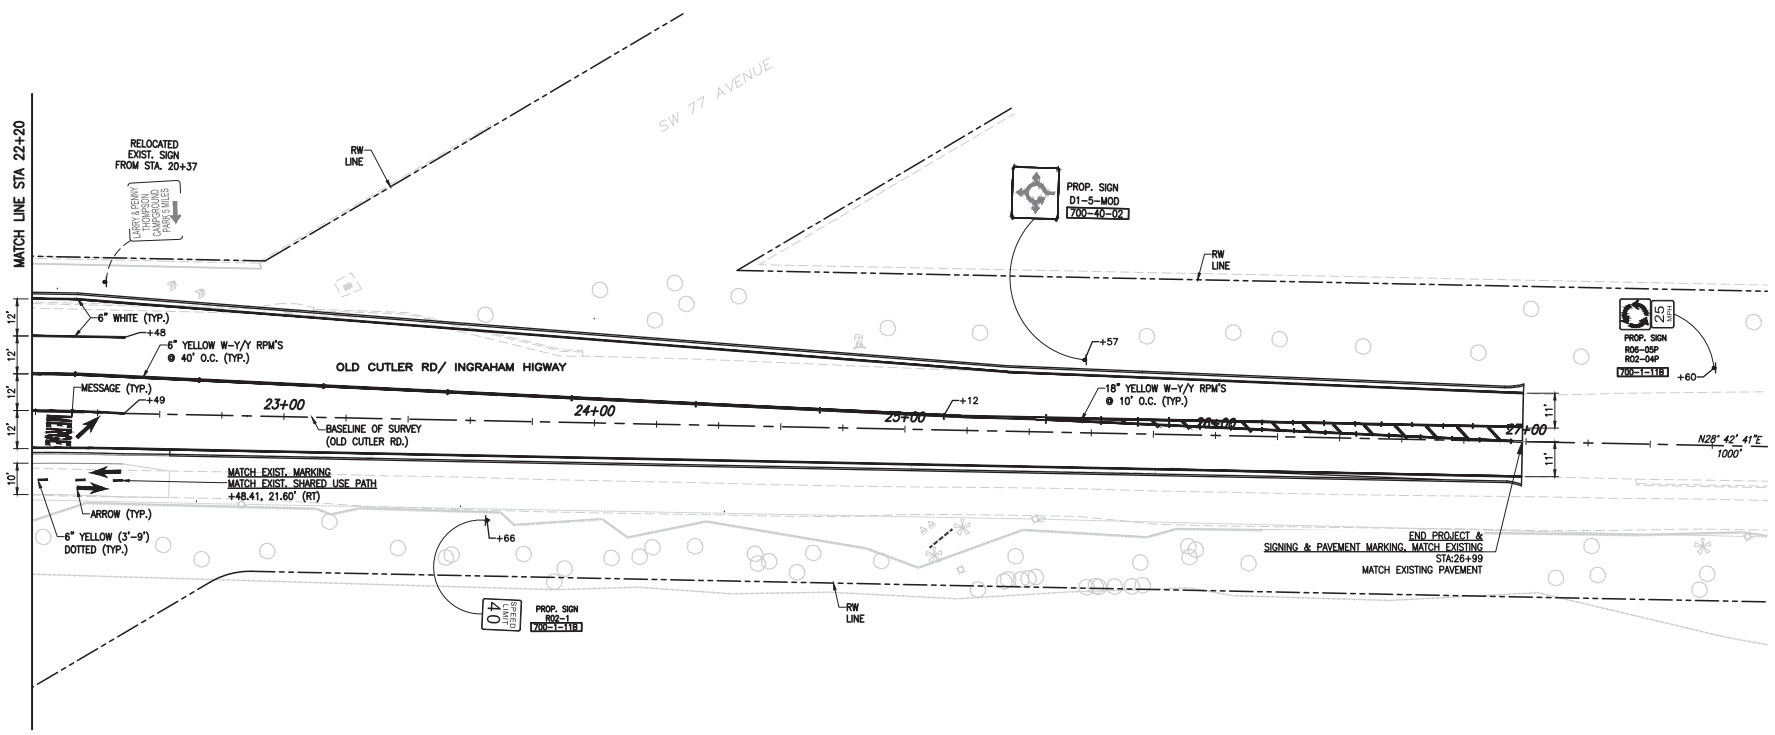 MATCH LINE STA 22+20
RELOCATED
EXIST. SIGN
FROM STA. 20+37
LARRY & PENNY
THOMPSON
CAMPGROUND
PARK 5 MILES
RW
LINE
SW 77 AVENUE
PROP. SIGN
D1-5-MOD
700-40-02
RW
LINE
25
MPH
PROP. SIGN
R06-05P
R02-04P
700-1-11B
+60
12'
12'
12'
12'
10'
6" WHITE (TYP.)
+48
6" YELLOW W-Y/Y RPM'S
@ 40' O.C. (TYP.)
OLD CUTLER RD/ INGRAHAM HIGWAY
FH
+57
MESSAGE (TYP.)
+49
MERGE
23+00
24+00
25+00
26+00
27+00
BASELINE OF SURVEY
(OLD CUTLER RD.)
+12
18" YELLOW W-Y/Y RPM'S
@ 10' O.C. (TYP.)
11'
11'
N28° 42' 41"E
1000'
MATCH EXIST. MARKING
MATCH EXIST. SHARED USE PATH
+48.41, 21.60' (RT)
ARROW (TYP.)
6" YELLOW (3'-9')
DOTTED (TYP.)
+66
AA
END PROJECT &
SIGNING & PAVEMENT MARKING, MATCH EXISTING
STA:26+99
MATCH EXISTING PAVEMENT
SPEED
LIMIT
40
PROP. SIGN
R02-1
700-1-11B
RW
LINE